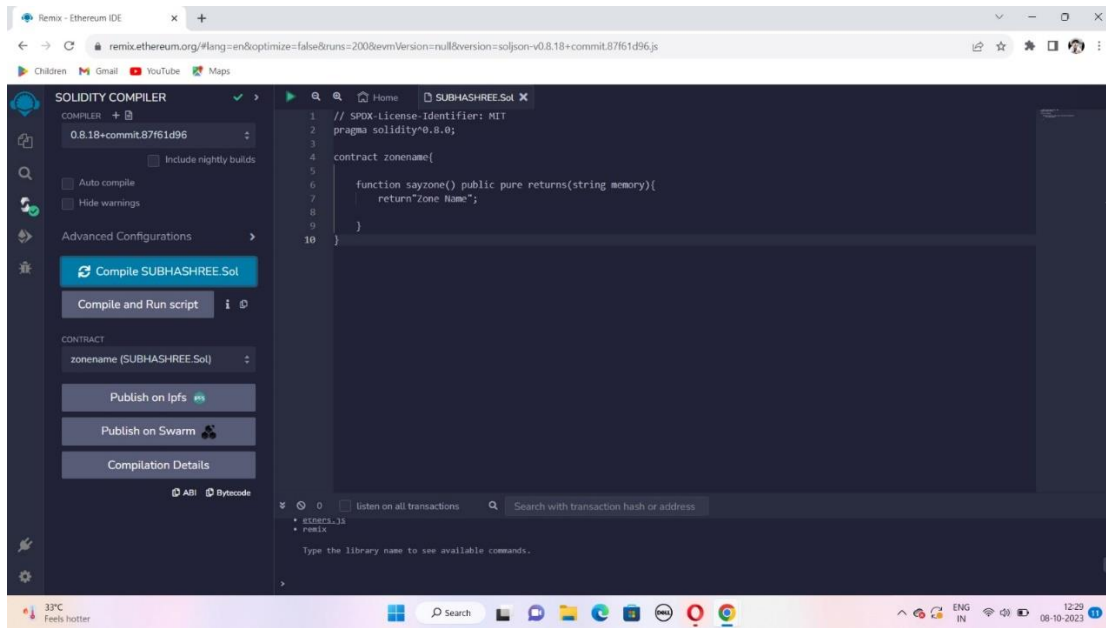 Remix - Ethereum IDE
remix.ethereum.org/#lang=en&optimize=false&runs=200&evmVersion=null&version=soljson-v0.8.18+commit.87f61d96.js
Children Gmail YouTube Maps
SOLIDITY COMPILER
COMPILER
0.8.18+commit.87f61d96
Include nightly builds
Auto compile
Hide warnings
Advanced Configurations
Compile SUBHASHREE.Sol
Compile and Run script
CONTRACT
zonename (SUBHASHREE.Sol)
Publish on Ipfs
Publish on Swarm
Compilation Details
ABI Bytecode
Home SUBHASHREE.Sol
1 // SPDX-License-Identifier: MIT
2 pragma solidity^0.8.0;
3
4 contract zonename{
5
6 function sayzone() public pure returns(string memory){
7 return"Zone Name";
8
9 }
10 }
0 listen on all transactions Search with transaction hash or address
ethers.js
remix
Type the library name to see available commands.
>
33°C
Feels hotter
Search
DELL
ENG
IN
12:29
08-10-2023
11